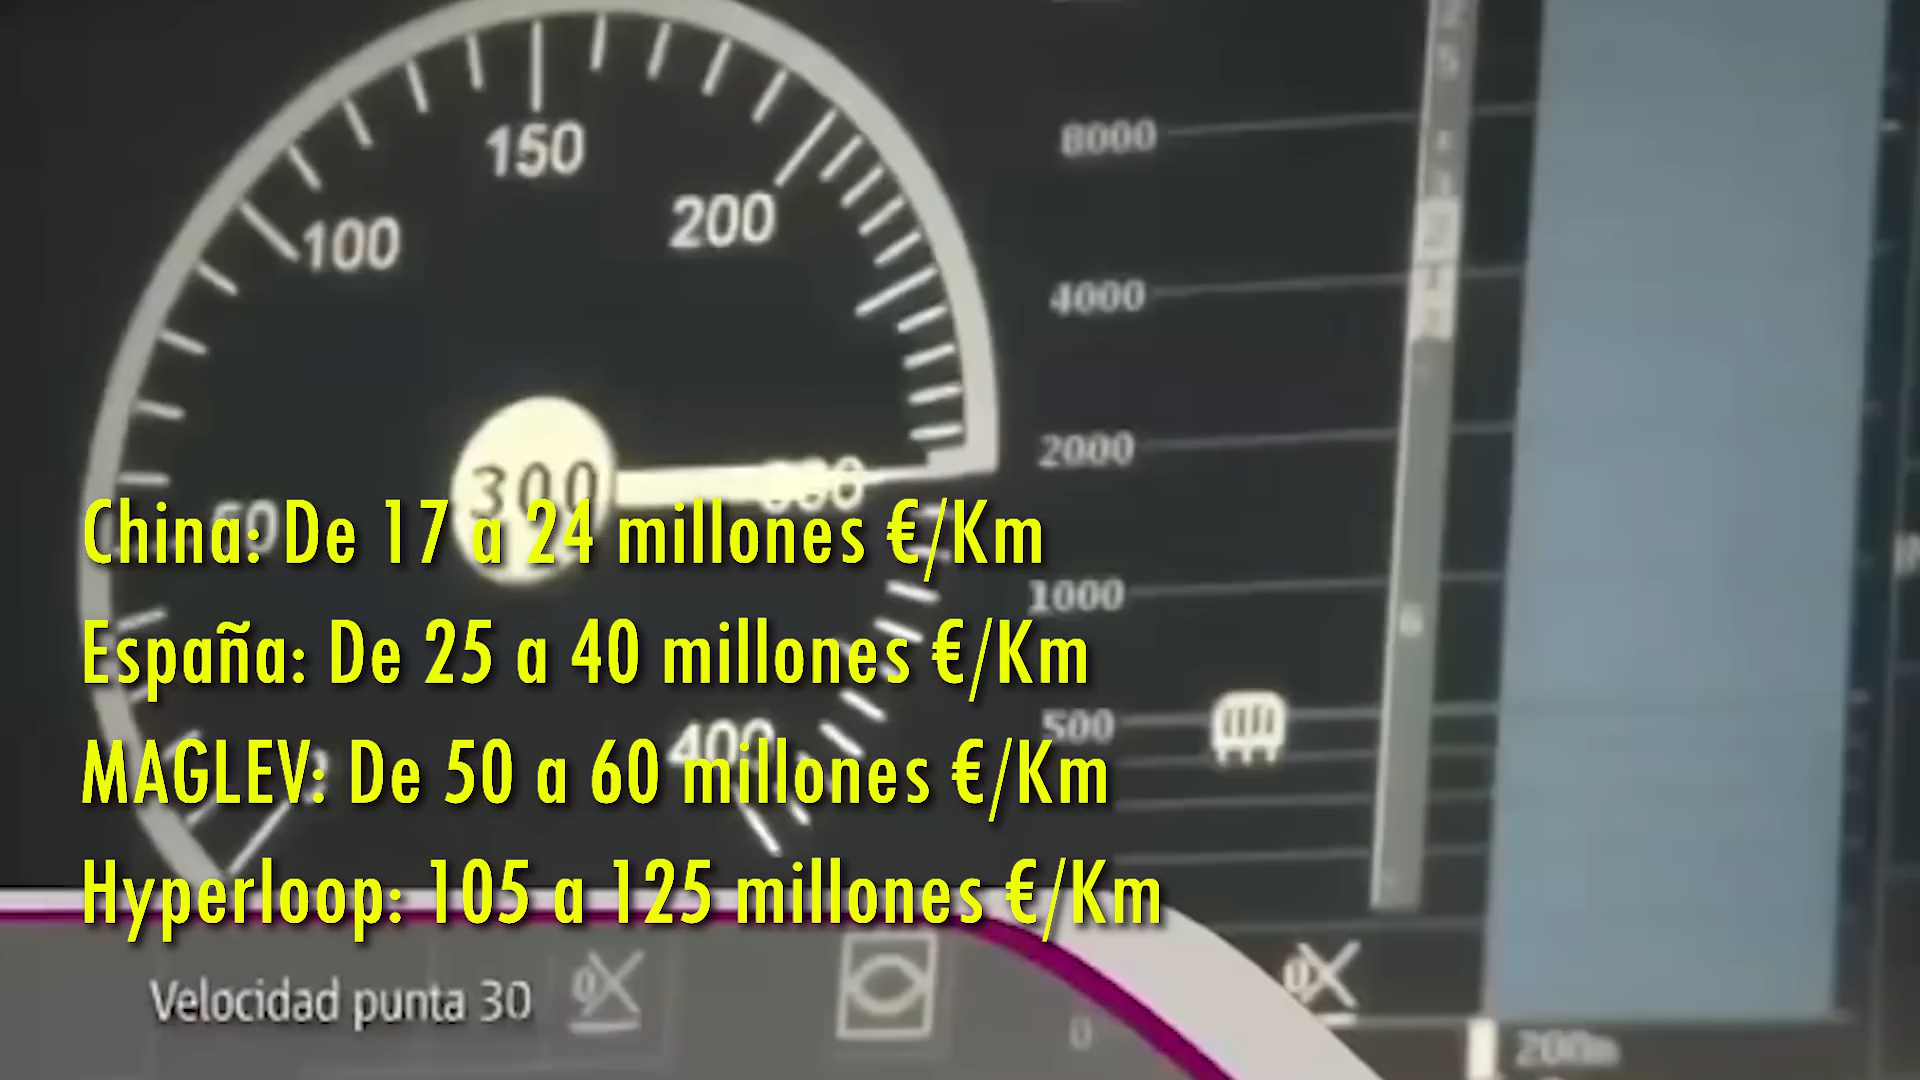 150
200
100
8000
4000
2000
300
China: De 17 a 24 millones €/Km
1000
España: De 25 a 40 millones €/Km
500
400
MAGLEV: De 50 a 60 millones €/Km
Hyperloop: 105 a 125 millones €/Km
Velocidad punta 30
0
200m